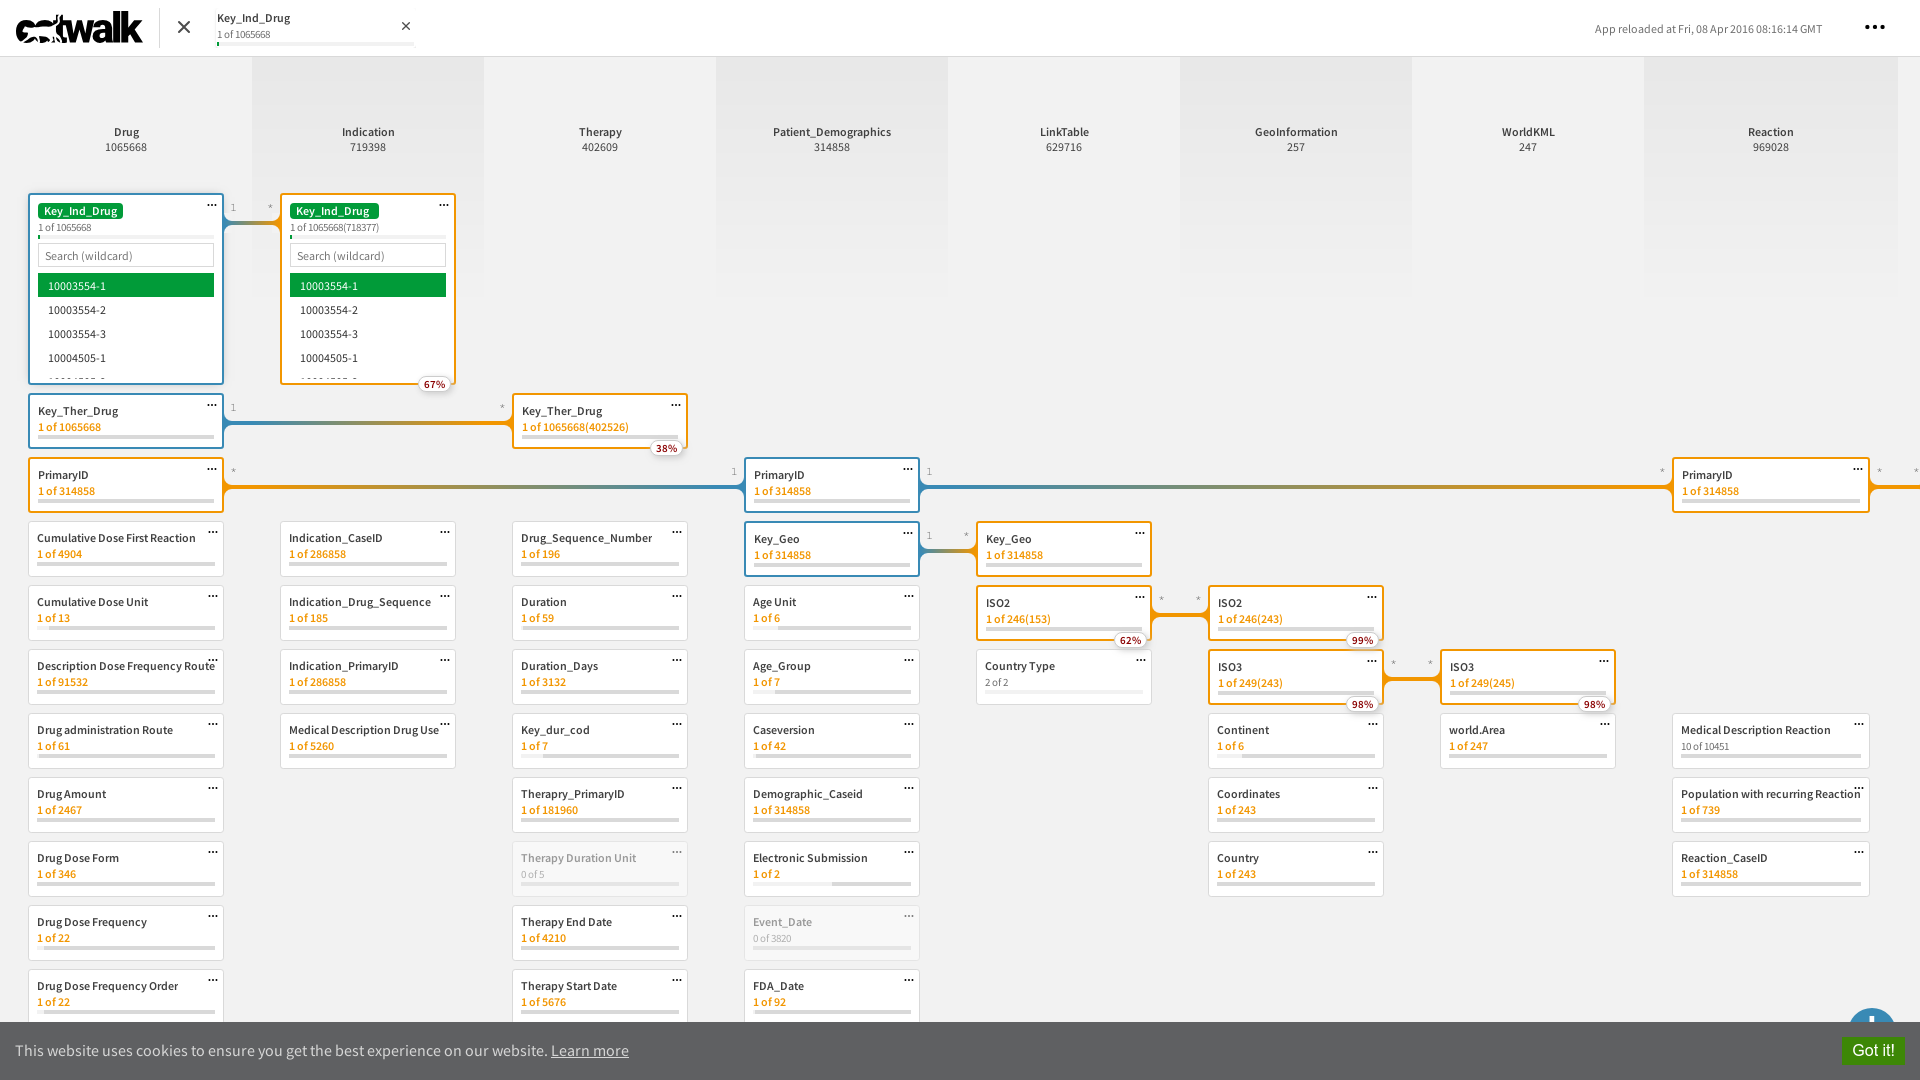 catwalk
Key_Ind_Drug
1 of 1065668
App reloaded at Fri, 08 Apr 2016 08:16:14 GMT
Drug
1065668
Indication
719398
Therapy
402609
Patient_Demographics
314858
LinkTable
629716
GeoInformation
257
WorldKML
247
Reaction
969028
Key_Ind_Drug
1 of 1065668
Search (wildcard)
10003554-1
10003554-2
10003554-3
10004505-1
1
*
Key_Ind_Drug
1 of 1065668(718377)
Search (wildcard)
10003554-1
10003554-2
10003554-3
10004505-1
67%
Key_Ther_Drug
1 of 1065668
1
*
Key_Ther_Drug
1 of 1065668(402526)
38%
PrimaryID
1 of 314858
*
1
PrimaryID
1 of 314858
1
*
PrimaryID
1 of 314858
*
*
Cumulative Dose First Reaction
1 of 4904
Indication_CaseID
1 of 286858
Drug_Sequence_Number
1 of 196
Key_Geo
1 of 314858
1
*
Key_Geo
1 of 314858
Cumulative Dose Unit
1 of 13
Indication_Drug_Sequence
1 of 185
Duration
1 of 59
Age Unit
1 of 6
ISO2
1 of 246(153)
62%
*
*
ISO2
1 of 246(243)
99%
Description Dose Frequency Route
1 of 91532
Indication_PrimaryID
1 of 286858
Duration_Days
1 of 3132
Age_Group
1 of 7
Country Type
2 of 2
ISO3
1 of 249(243)
98%
*
*
ISO3
1 of 249(245)
98%
Drug administration Route
1 of 61
Medical Description Drug Use
1 of 5260
Key_dur_cod
1 of 7
Caseversion
1 of 42
Continent
1 of 6
world.Area
1 of 247
Medical Description Reaction
10 of 10451
Drug Amount
1 of 2467
Therapry_PrimaryID
1 of 181960
Demographic_Caseid
1 of 314858
Coordinates
1 of 243
Population with recurring Reaction
1 of 739
Drug Dose Form
1 of 346
Therapy Duration Unit
0 of 5
Electronic Submission
1 of 2
Country
1 of 243
Reaction_CaseID
1 of 314858
Drug Dose Frequency
1 of 22
Therapy End Date
1 of 4210
Event_Date
0 of 3820
Drug Dose Frequency Order
1 of 22
Therapy Start Date
1 of 5676
FDA_Date
1 of 92
This website uses cookies to ensure you get the best experience on our website. Learn more
Got it!